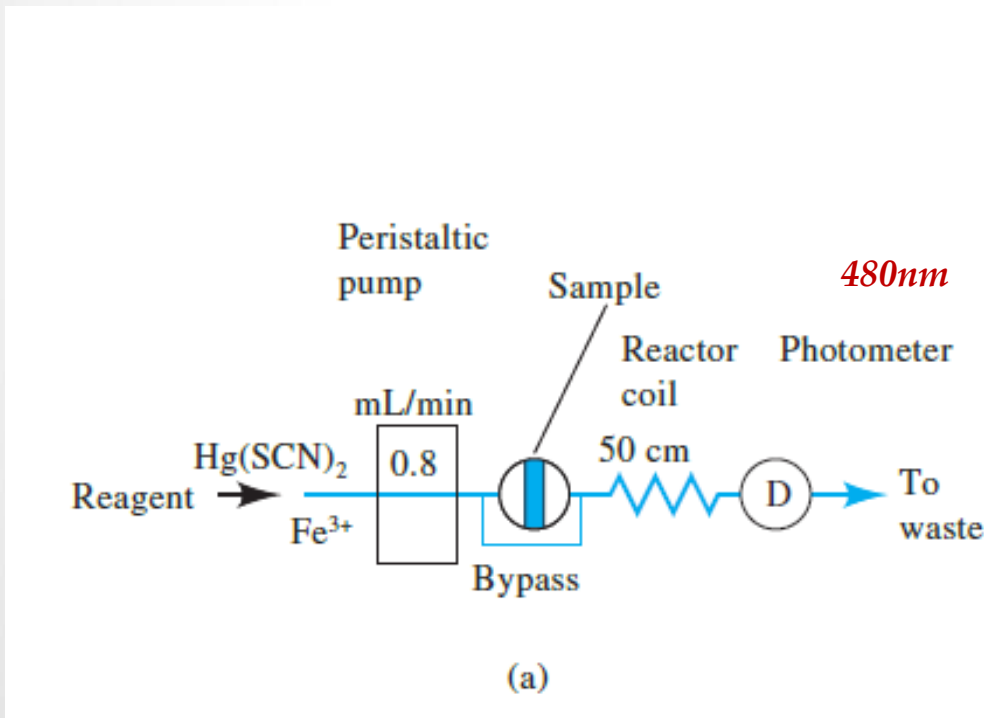 Peristaltic
pump
Sample
480nm
Reactor
coil
Photometer
mL/min
50 cm
Hg(SCN)₂
0.8
Reagent
Fe³⁺
D
To
waste
Bypass
(a)